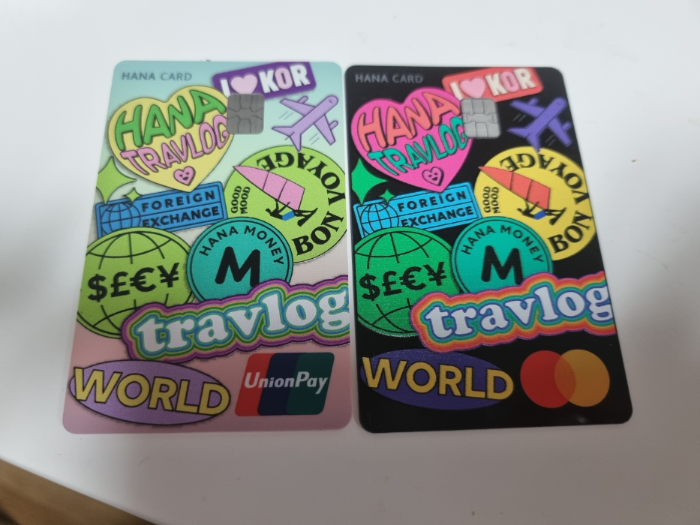 HANA CARD
I KOR
HANA
TRAVLOG
FOREIGN
EXCHANGE
GOOD
MOOD
BON VOYAGE
HANA MONEY
M
$£€¥
travlog
WORLD
UnionPay
HANA CARD
I KOR
HANA
TRAVLOG
FOREIGN
EXCHANGE
GOOD
MOOD
BON VOYAGE
HANA MONEY
M
$£€¥
travlog
WORLD